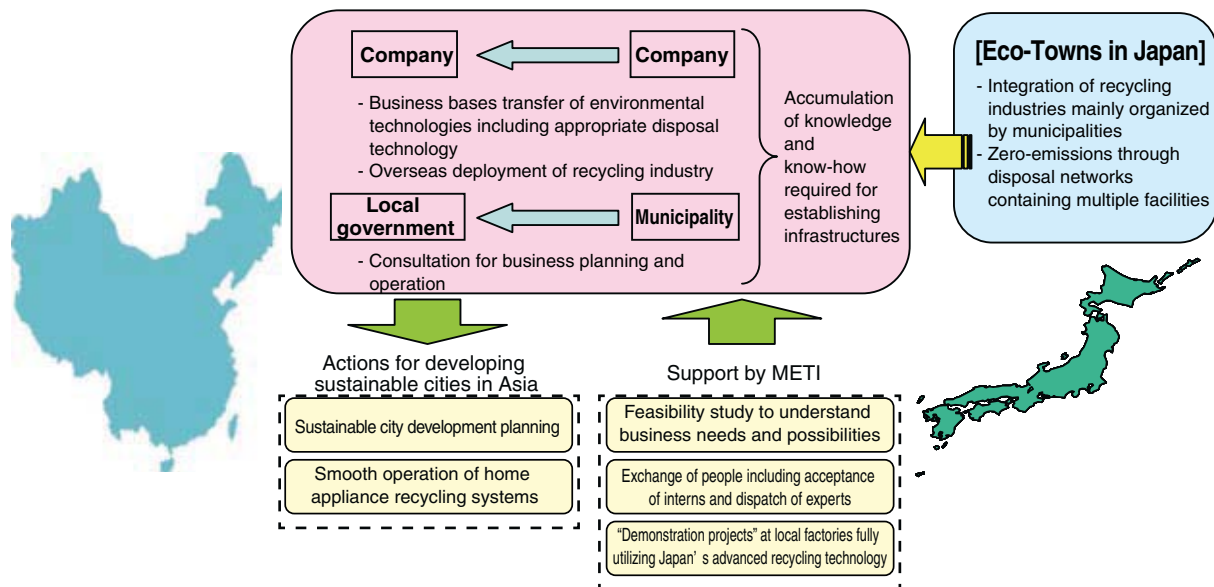 Company
Company
- Business bases transfer of environmental
technologies including appropriate disposal
technology
- Overseas deployment of recycling industry
Local
government
Municipality
- Consultation for business planning and
operation
Accumulation
of knowledge
and
know-how
required for
establishing
infrastructures
[Eco-Towns in Japan]
- Integration of recycling
industries mainly organized
by municipalities
- Zero-emissions through
disposal networks
containing multiple facilities
Actions for developing
sustainable cities in Asia
Sustainable city development planning
Smooth operation of home
appliance recycling systems
Support by METI
Feasibility study to understand
business needs and possibilities
Exchange of people including acceptance
of interns and dispatch of experts
“Demonstration projects” at local factories fully
utilizing Japan’ s advanced recycling technology